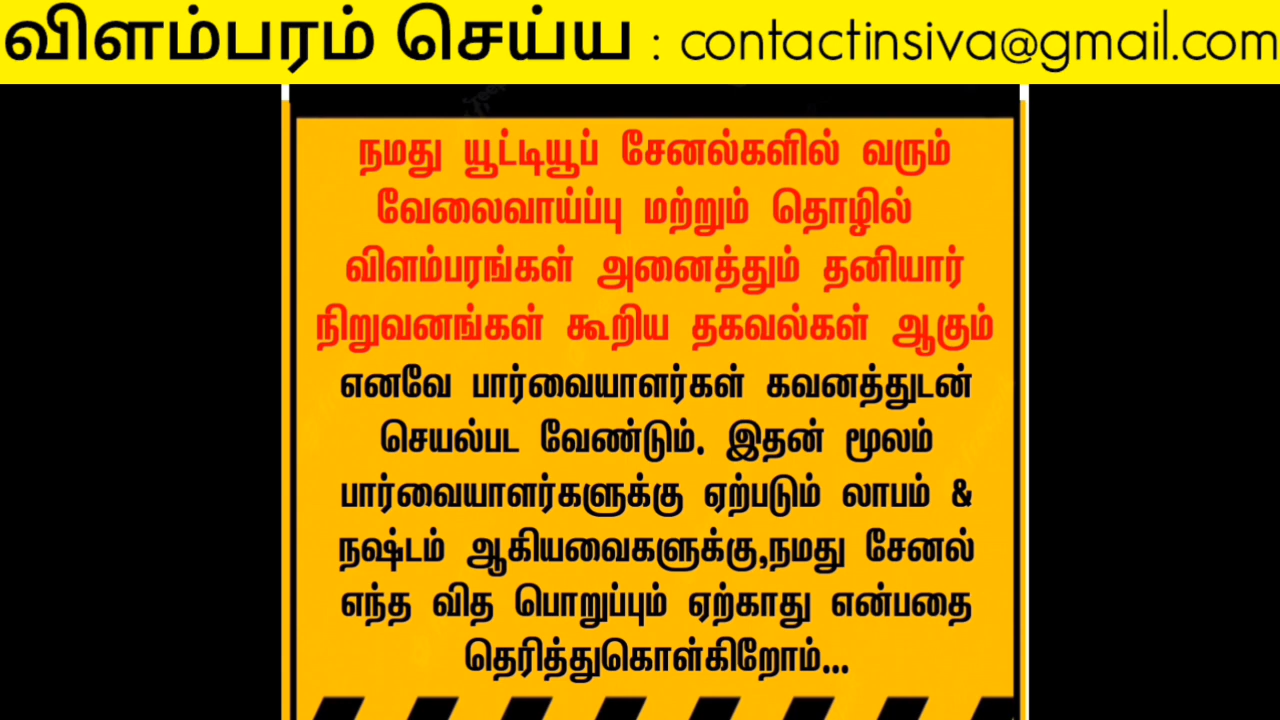 விளம்பரம் செய்ய : contactinsiva@gmail.com
நமது யூட்டியூப் சேனல்களில் வரும்
வேலைவாய்ப்பு மற்றும் தொழில்
விளம்பரங்கள் அனைத்தும் தனியார்
நிறுவனங்கள் கூறிய தகவல்கள் ஆகும்
எனவே பார்வையாளர்கள் கவனத்துடன்
செயல்பட வேண்டும். இதன் மூலம்
பார்வையாளர்களுக்கு ஏற்படும் லாபம் &
நஷ்டம் ஆகியவைகளுக்கு,நமது சேனல்
எந்த வித பொறுப்பும் ஏற்காது என்பதை
தெரித்துகொள்கிறோம்...